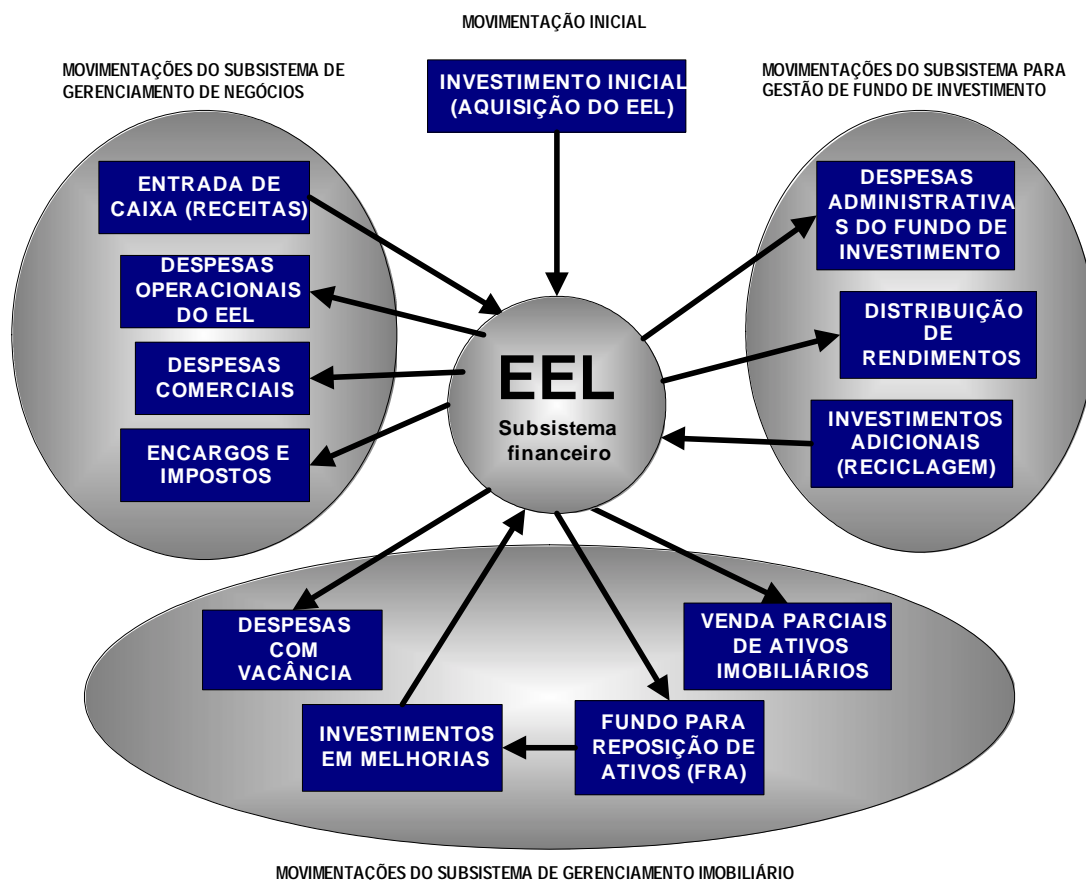 MOVIMENTAÇÃO INICIAL
MOVIMENTAÇÕES DO SUBSISTEMA DE
GERENCIAMENTO DE NEGÓCIOS
INVESTIMENTO INICIAL
(AQUISIÇÃO DO EEL)
MOVIMENTAÇÕES DO SUBSISTEMA PARA
GESTÃO DE FUNDO DE INVESTIMENTO
ENTRADA DE
CAIXA (RECEITAS)
DESPESAS
OPERACIONAIS
DO EEL
DESPESAS
COMERCIAIS
ENCARGOS E
IMPOSTOS
EEL
Subsistema
financeiro
DESPESAS
ADMINISTRATIVA
S DO FUNDO DE
INVESTIMENTO
DISTRIBUIÇÃO
DE
RENDIMENTOS
INVESTIMENTOS
ADICIONAIS
(RECICLAGEM)
DESPESAS
COM
VACÂNCIA
INVESTIMENTOS
EM MELHORIAS
FUNDO PARA
REPOSIÇÃO DE
ATIVOS (FRA)
VENDA PARCIAIS
DE ATIVOS
IMOBILIÁRIOS
MOVIMENTAÇÕES DO SUBSISTEMA DE GERENCIAMENTO IMOBILIÁRIO